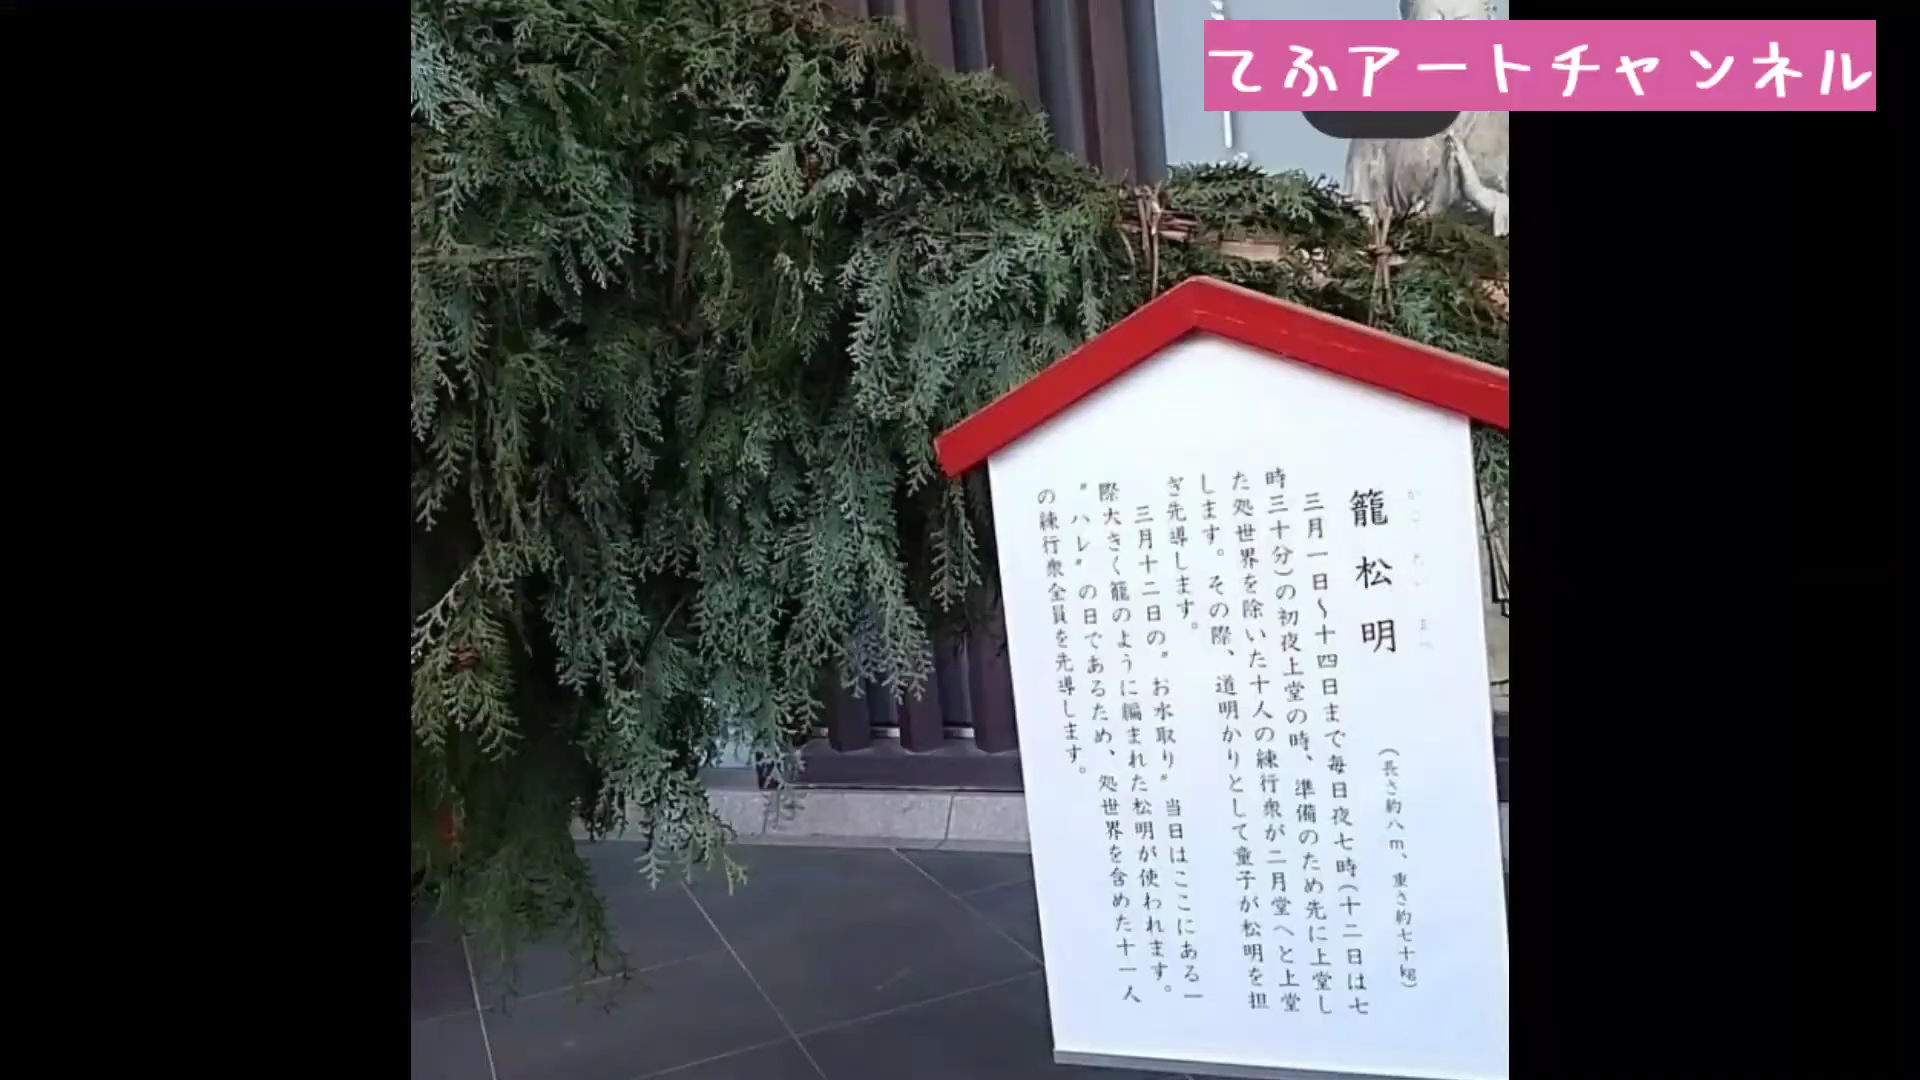 てふアートチャンネル
籠松明
(長さ約八m、重さ約七十kg)
三月一日~十四日まで毎日夜七時(十二日は七
時三十分)の初夜上堂の時、準備のため先に上堂し
た処世界を除いた十人の練行衆が二月堂へと上堂
します。その際、道明かりとして童子が松明を担
ぎ先導します。
三月十二日の〝お水取り〟当日はここにある一
際大きく籠のように編まれた松明が使われます。
〝ハレ〟の日であるため、処世界を含めた十一人
の練行衆全員を先導します。